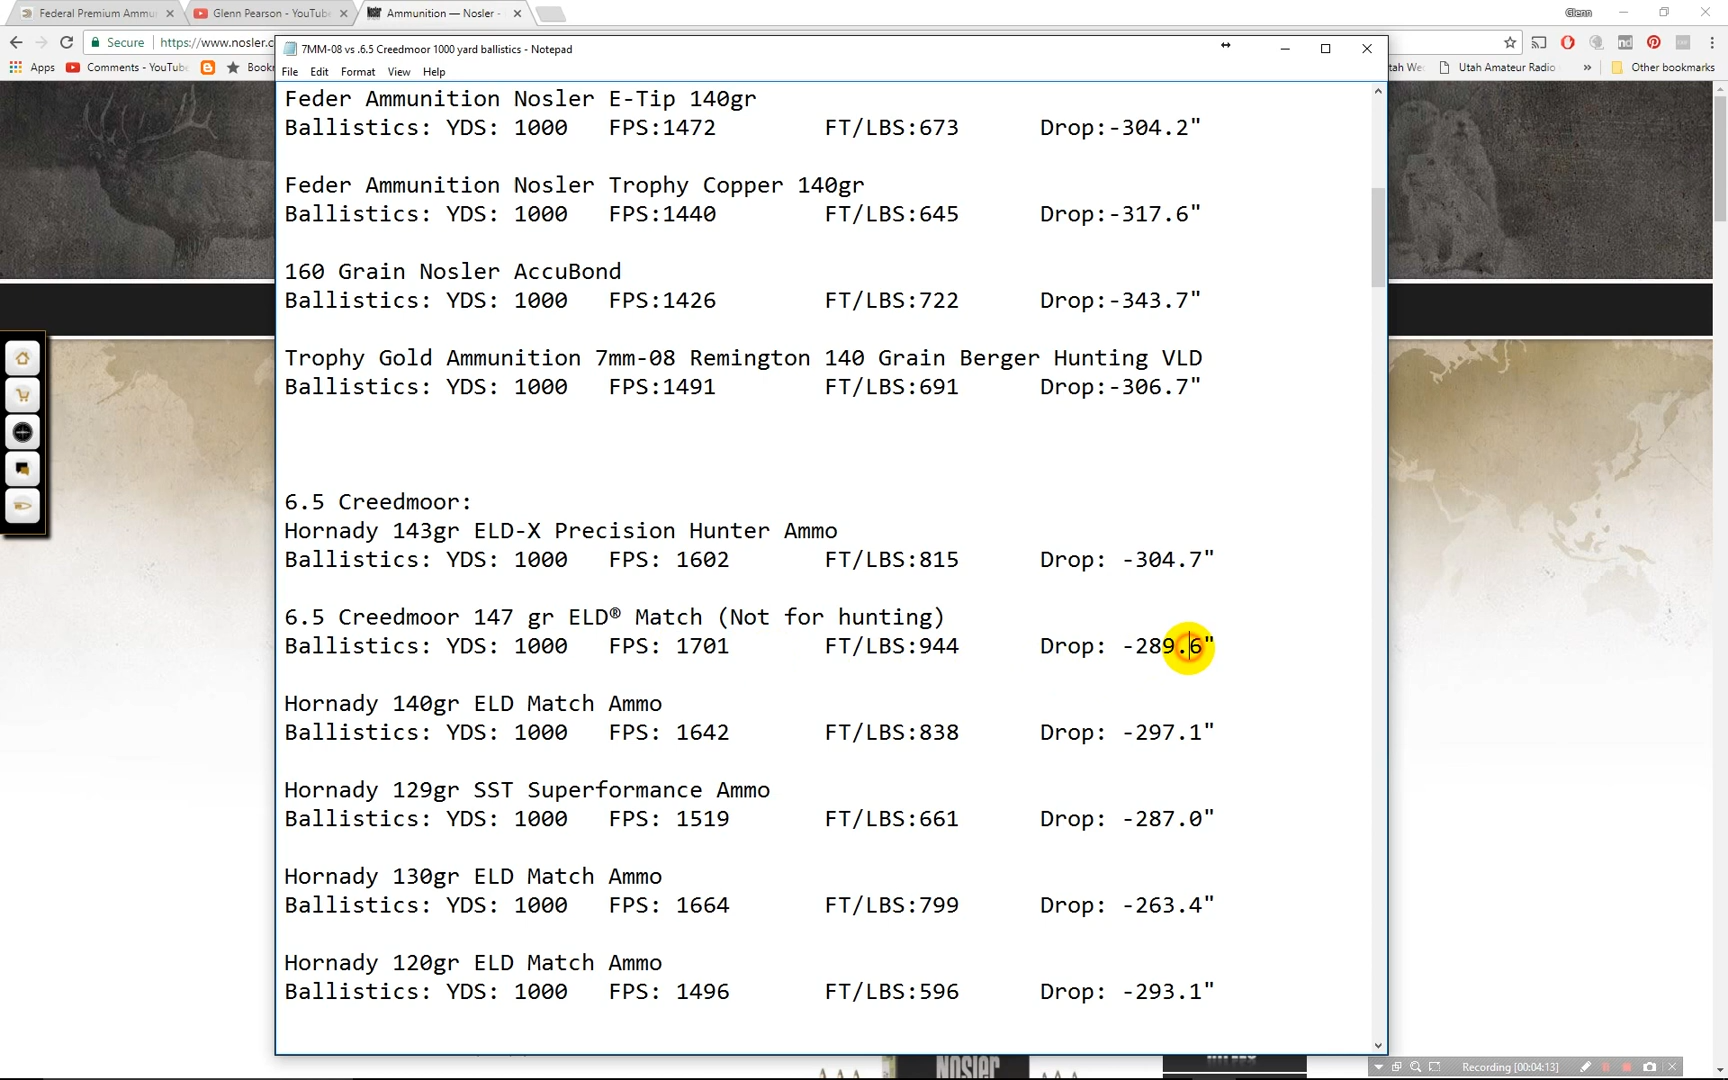 Federal Premium Ammu
Glenn Pearson - YouTube
Ammunition — Nosler -
Glenn
Secure
https://www.nosler.c
Apps
Comments - YouTube
Utah Amateur Radio
»
Other bookmarks
7MM-08 vs .6.5 Creedmoor 1000 yard ballistics - Notepad
File Edit Format View Help
Feder Ammunition Nosler E-Tip 140gr
Ballistics: YDS: 1000 FPS:1472 FT/LBS:673 Drop:-304.2"
Feder Ammunition Nosler Trophy Copper 140gr
Ballistics: YDS: 1000 FPS:1440 FT/LBS:645 Drop:-317.6"
160 Grain Nosler AccuBond
Ballistics: YDS: 1000 FPS:1426 FT/LBS:722 Drop:-343.7"
Trophy Gold Ammunition 7mm-08 Remington 140 Grain Berger Hunting VLD
Ballistics: YDS: 1000 FPS:1491 FT/LBS:691 Drop:-306.7"
6.5 Creedmoor:
Hornady 143gr ELD-X Precision Hunter Ammo
Ballistics: YDS: 1000 FPS: 1602 FT/LBS:815 Drop: -304.7"
6.5 Creedmoor 147 gr ELD® Match (Not for hunting)
Ballistics: YDS: 1000 FPS: 1701 FT/LBS:944 Drop: -289.6"
Hornady 140gr ELD Match Ammo
Ballistics: YDS: 1000 FPS: 1642 FT/LBS:838 Drop: -297.1"
Hornady 129gr SST Superformance Ammo
Ballistics: YDS: 1000 FPS: 1519 FT/LBS:661 Drop: -287.0"
Hornady 130gr ELD Match Ammo
Ballistics: YDS: 1000 FPS: 1664 FT/LBS:799 Drop: -263.4"
Hornady 120gr ELD Match Ammo
Ballistics: YDS: 1000 FPS: 1496 FT/LBS:596 Drop: -293.1"
Nosler
Recording [00:04:13]